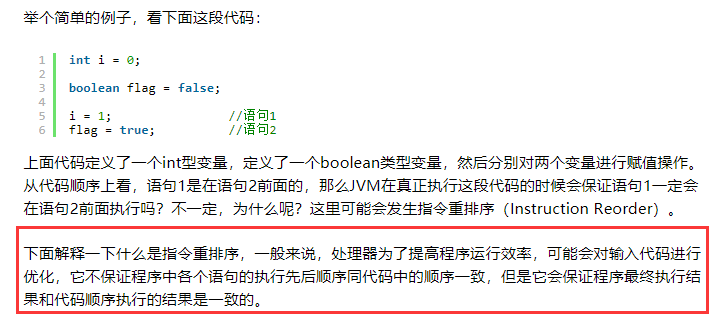 举个简单的例子，看下面这段代码：
1 int i = 0;
2
3 boolean flag = false;
4
5 i = 1; //语句1
6 flag = true; //语句2
上面代码定义了一个int型变量，定义了一个boolean类型变量，然后分别对两个变量进行赋值操作。
从代码顺序上看，语句1是在语句2前面的，那么JVM在真正执行这段代码的时候会保证语句1一定会
在语句2前面执行吗？不一定，为什么呢？这里可能会发生指令重排序（Instruction Reorder）。
下面解释一下什么是指令重排序，一般来说，处理器为了提高程序运行效率，可能会对输入代码进行
优化，它不保证程序中各个语句的执行先后顺序同代码中的顺序一致，但是它会保证程序最终执行结
果和代码顺序执行的结果是一致的。